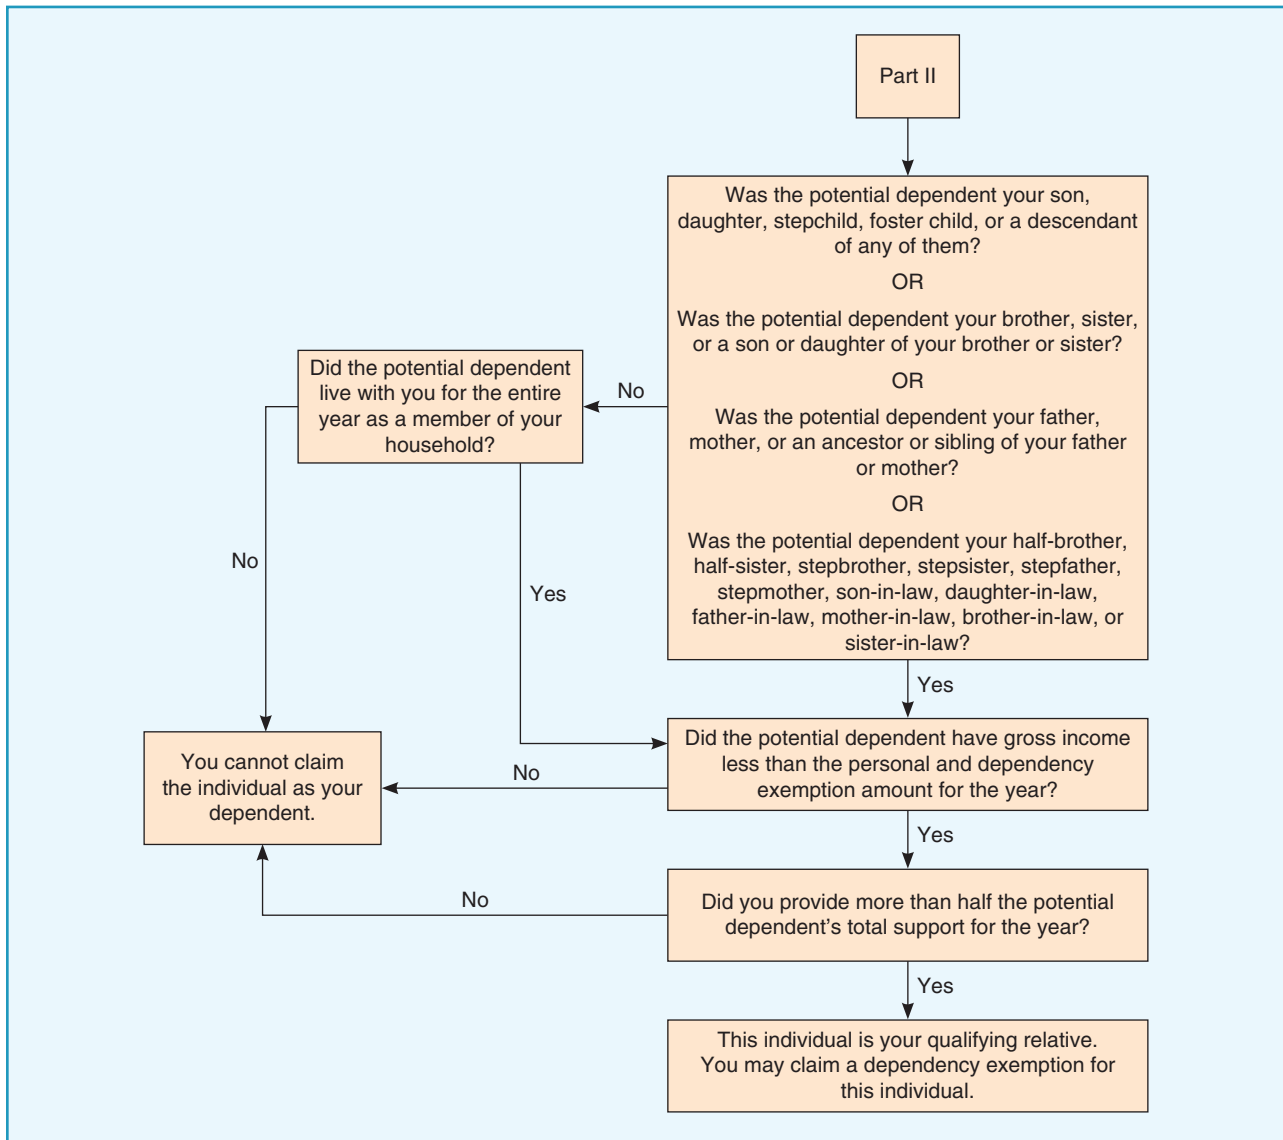 Part II
Was the potential dependent your son,
daughter, stepchild, foster child, or a descendant
of any of them?
OR
Was the potential dependent your brother, sister,
or a son or daughter of your brother or sister?
OR
Was the potential dependent your father,
mother, or an ancestor or sibling of your father
or mother?
OR
Was the potential dependent your half-brother,
half-sister, stepbrother, stepsister, stepfather,
stepmother, son-in-law, daughter-in-law,
father-in-law, mother-in-law, brother-in-law, or
sister-in-law?
No
Did the potential dependent
live with you for the entire
year as a member of your
household?
No
Yes
Yes
Did the potential dependent have gross income
less than the personal and dependency
exemption amount for the year?
No
You cannot claim
the individual as your
dependent.
Yes
Did you provide more than half the potential
dependent's total support for the year?
No
Yes
This individual is your qualifying relative.
You may claim a dependency exemption for
this individual.